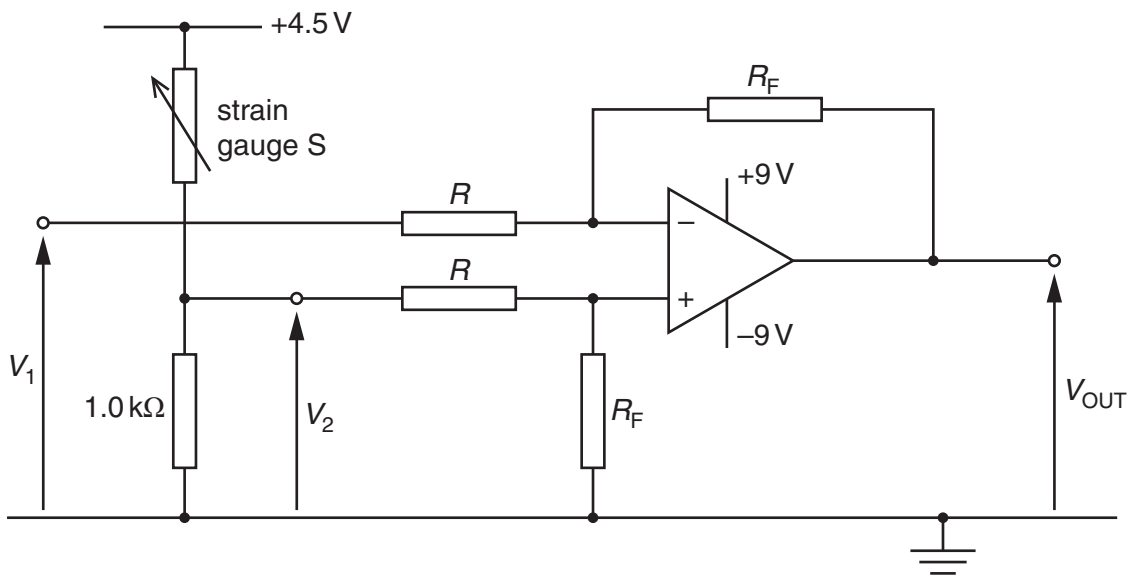 +4.5 V
strain
gauge S
R_F
+9 V
R
−
R
+
−9 V
V_1
1.0 kΩ
V_2
R_F
V_OUT